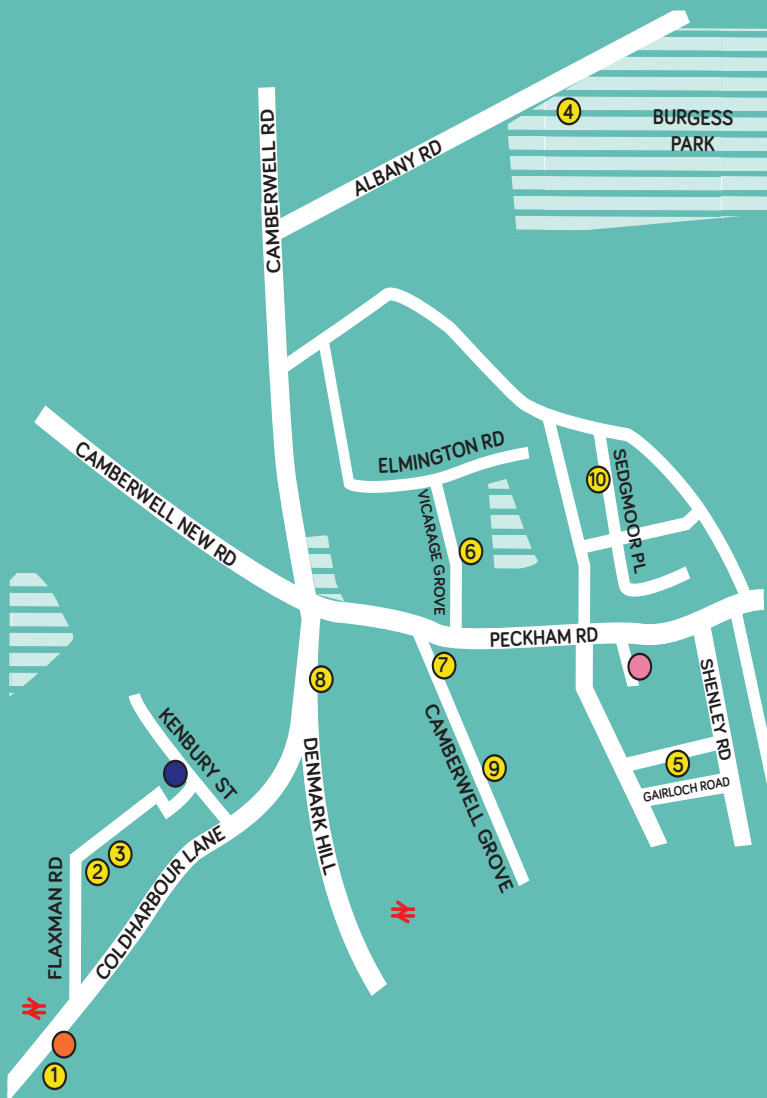 4
BURGESS
PARK
CAMBERWELL RD
ALBANY RD
ELMINGTON RD
CAMBERWELL NEW RD
VICARAGE GROVE
SEDGMOOR PL
10
6
PECKHAM RD
7
8
SHENLEY RD
KENBURY ST
CAMBERWELL GROVE
DENMARK HILL
9
5
GAIRLOCH ROAD
COLDHARBOUR LANE
3
2
FLAXMAN RD
1